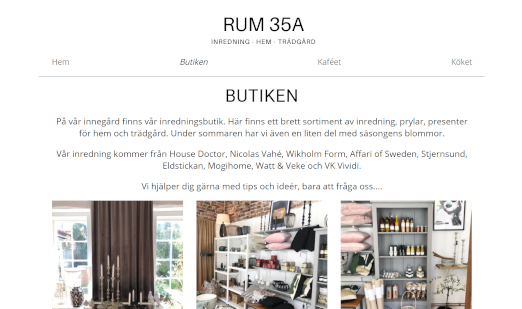 RUM 35A
INREDNING · HEM · TRÄDGÅRD
Hem Butiken Kaféet Köket
BUTIKEN
På vår innegård finns vår inredningsbutik. Här finns ett brett sortiment av inredning, prylar, presenter
för hem och trädgård. Under sommaren har vi även en liten del med säsongens blommor.
Vår inredning kommer från House Doctor, Nicolas Vahé, Wikholm Form, Affari of Sweden, Stjernsund,
Eldstickan, Mogihome, Watt & Veke och VK Vividi.
Vi hjälper dig gärna med tips och ideér, bara att fråga oss....